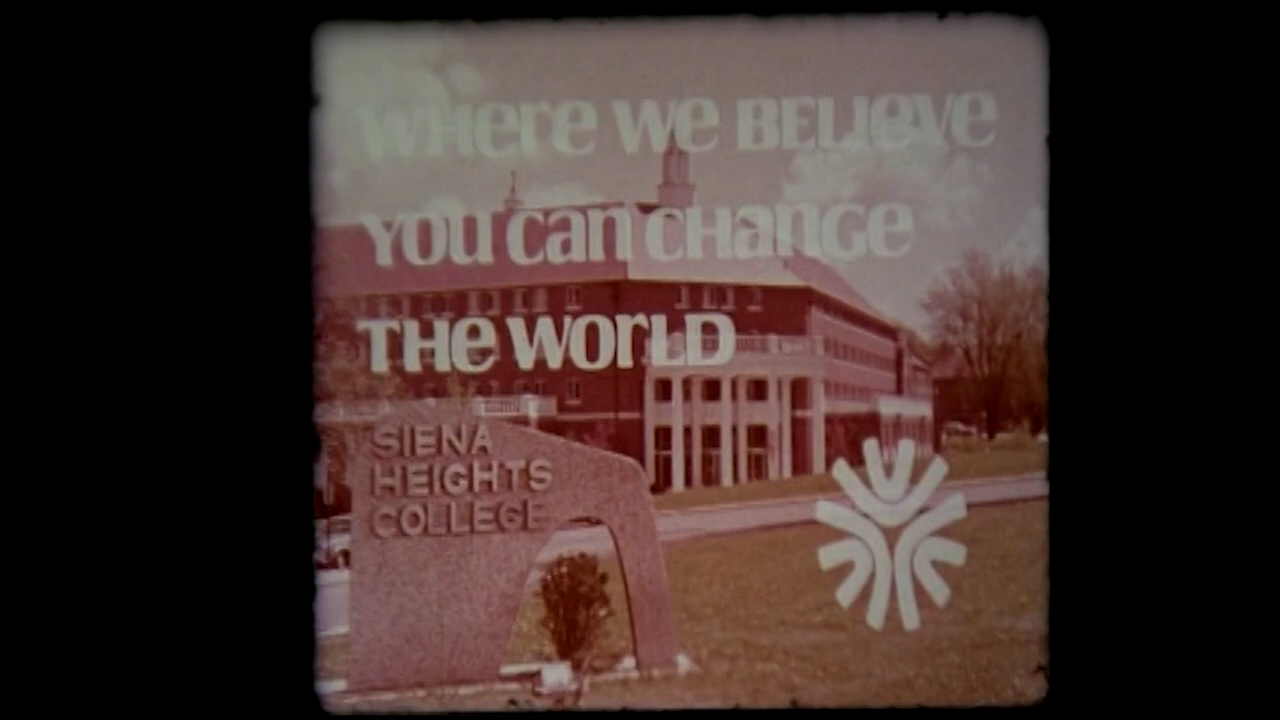 WHere we BELIeve
YOU can CHanGe
THe WOrLD
SIENA
HEIGHTS
COLLEGE